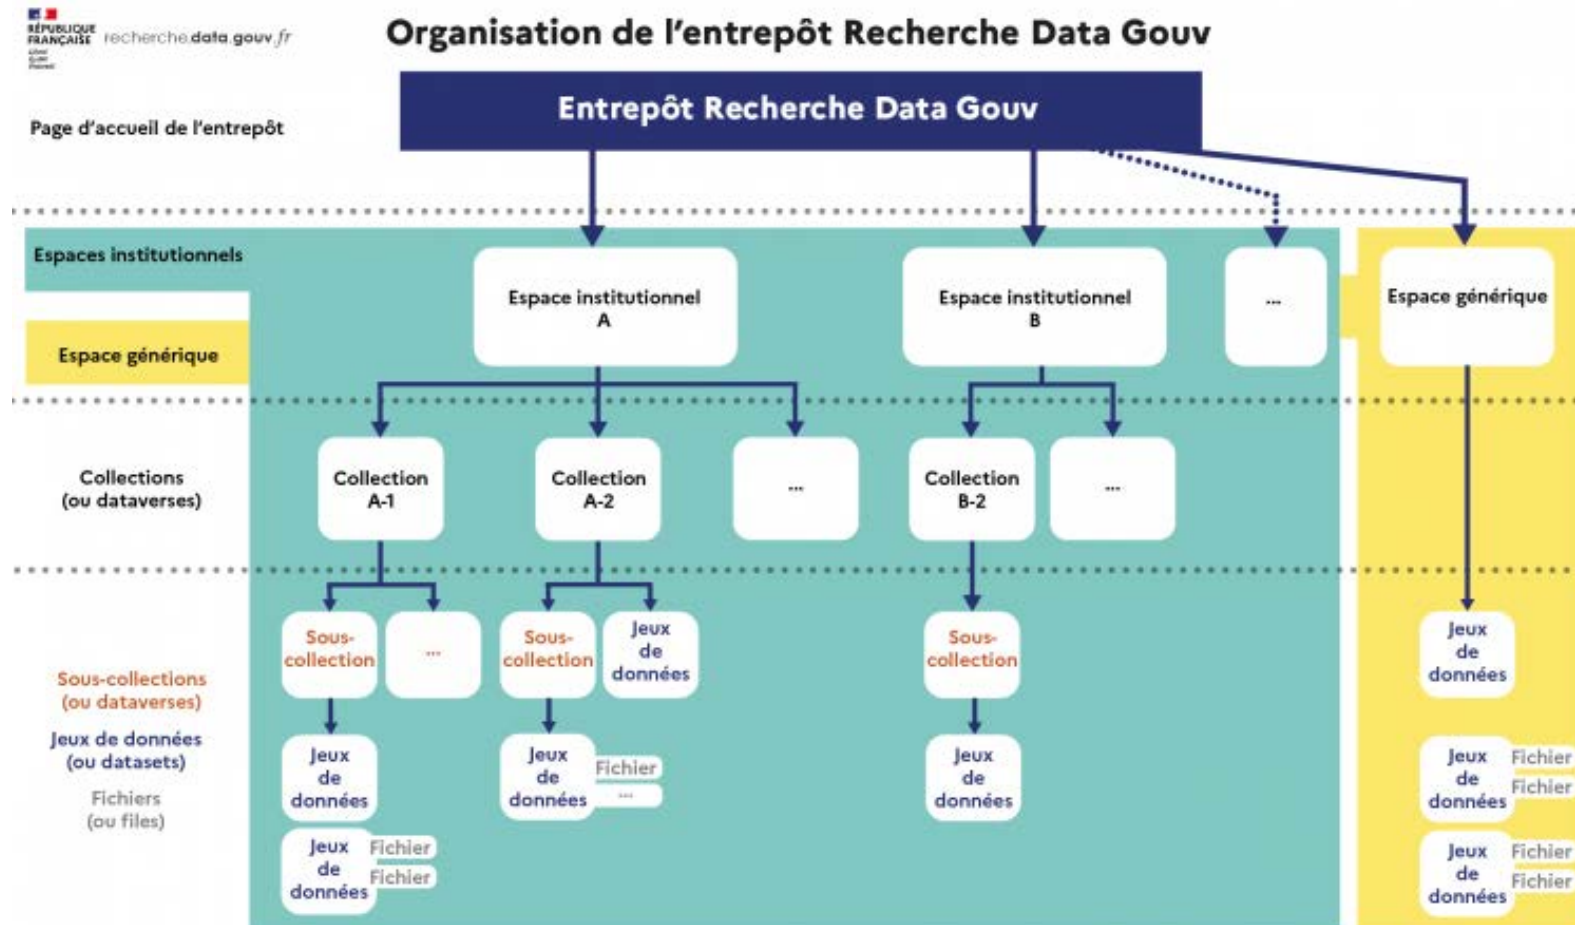 RÉPUBLIQUE
FRANÇAISE
recherche.data.gouv.fr
Organisation de l'entrepôt Recherche Data Gouv
Page d'accueil de l'entrepôt
Entrepôt Recherche Data Gouv
Espaces institutionnels
Espace générique
Espace institutionnel
A
Espace institutionnel
B
...
Espace générique
Collections
(ou dataverses)
Collection
A-1
Collection
A-2
...
Collection
B-2
...
Sous-collections
(ou dataverses)
Jeux de données
(ou datasets)
Fichiers
(ou files)
Sous-
collection
...
Sous-
collection
Jeux
de
données
Sous-
collection
Jeux
de
données
Jeux
de
données
Jeux
de
données
Fichier
...
Jeux
de
données
Jeux
de
données
Fichier
Fichier
Jeux
de
données
Fichier
Fichier
Jeux
de
données
Fichier
Fichier